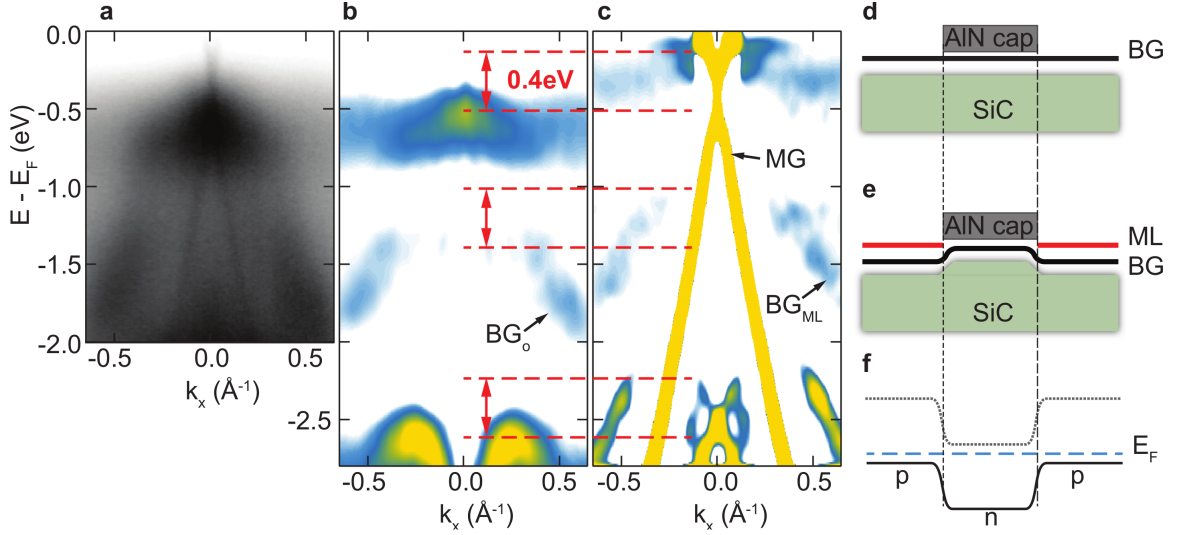 a
b
c
d
E - E_F (eV)
0.0
-0.5
-1.0
-1.5
-2.0
-2.5
-0.5 0.0 0.5
k_x (Å⁻¹)
0.4eV
BG_o
-0.5 0.0 0.5
k_x (Å⁻¹)
MG
BG_ML
-0.5 0.0 0.5
k_x (Å⁻¹)
AlN cap
BG
SiC
e
AlN cap
ML
BG
SiC
f
E_F
p
p
n